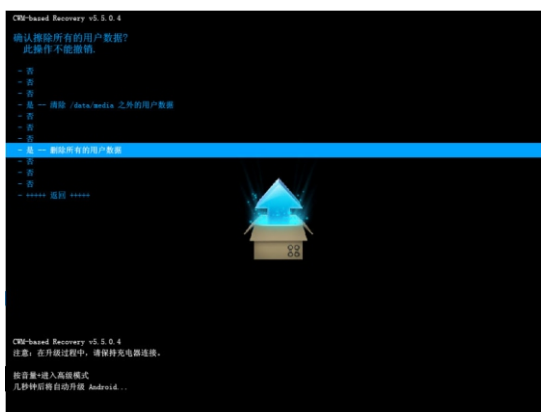 CWM-based Recovery v5.5.0.4
确认擦除所有的用户数据?
此操作不能撤销.
- 否
- 否
- 否
- 是 -- 清除 /data/media 之外的用户数据
- 否
- 否
- 否
- 是 -- 删除所有的用户数据
- 否
- 否
- 否
- +++++ 返回 +++++
CWM-based Recovery v5.5.0.4
注意: 在升级过程中, 请保持充电器连接。
按音量+进入高级模式
几秒钟后将自动升级 Android...